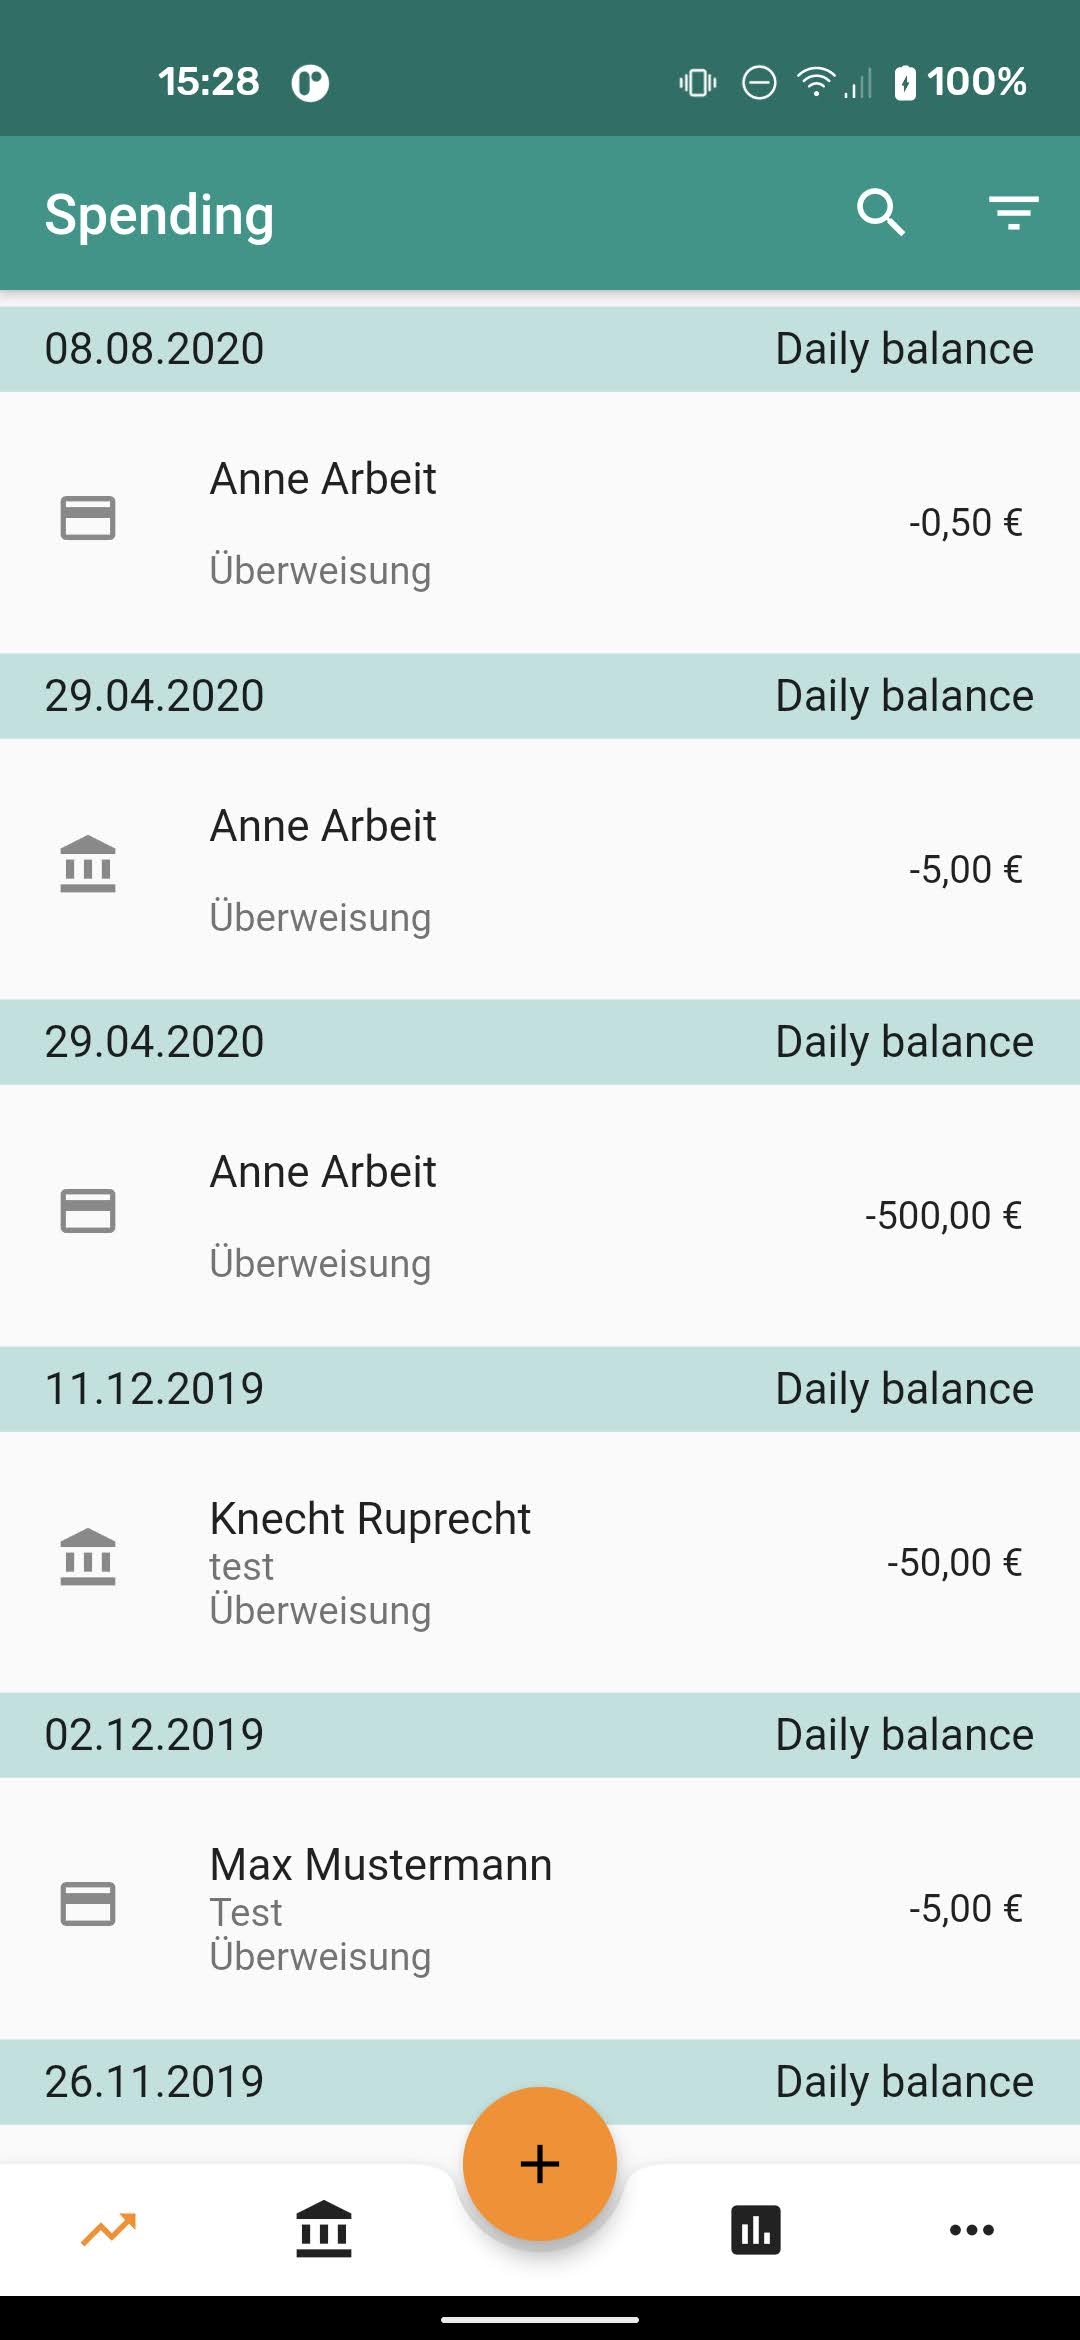 15:28 100%
Spending
08.08.2020 Daily balance
Anne Arbeit
-0,50 €
Überweisung
29.04.2020 Daily balance
Anne Arbeit
-5,00 €
Überweisung
29.04.2020 Daily balance
Anne Arbeit
-500,00 €
Überweisung
11.12.2019 Daily balance
Knecht Ruprecht
test
-50,00 €
Überweisung
02.12.2019 Daily balance
Max Mustermann
Test
-5,00 €
Überweisung
26.11.2019 Daily balance